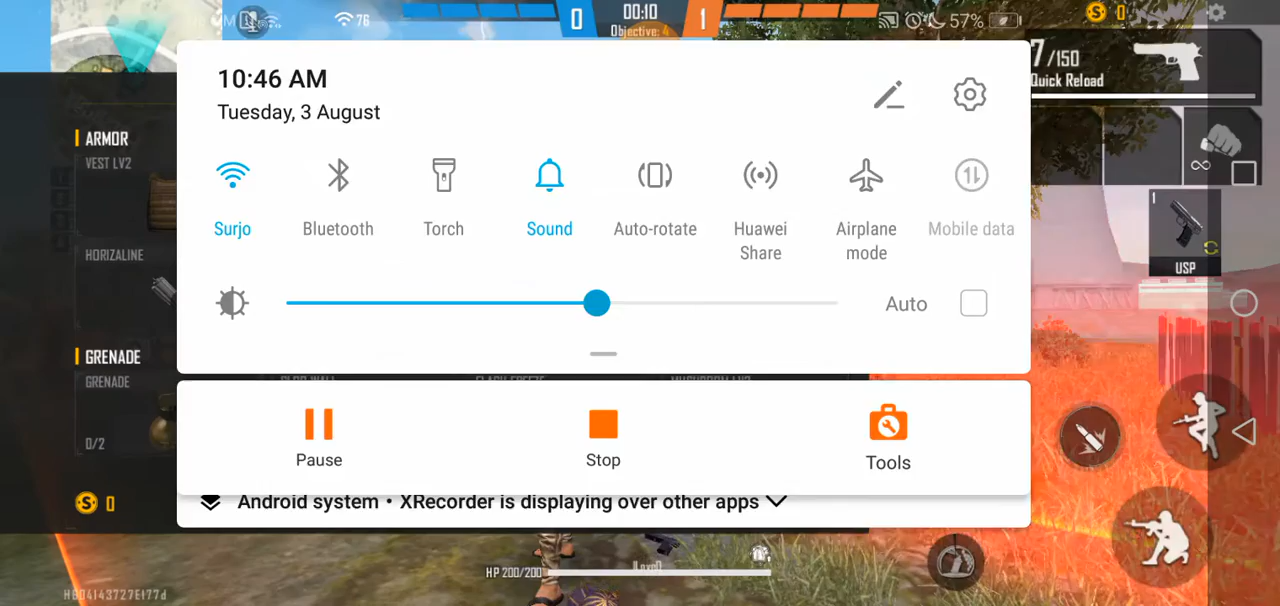 76
0
00:10
Objective: 4
1
57%
0
7/150
Quick Reload
10:46 AM
Tuesday, 3 August
ARMOR
VEST LV2
Surjo
Bluetooth
Torch
Sound
Auto-rotate
Huawei
Share
Airplane
mode
Mobile data
HORIZALINE
1
USP
Auto
GRENADE
GRENADE
0/2
Pause
Stop
Tools
0
Android system • XRecorder is displaying over other apps
HP 200/200